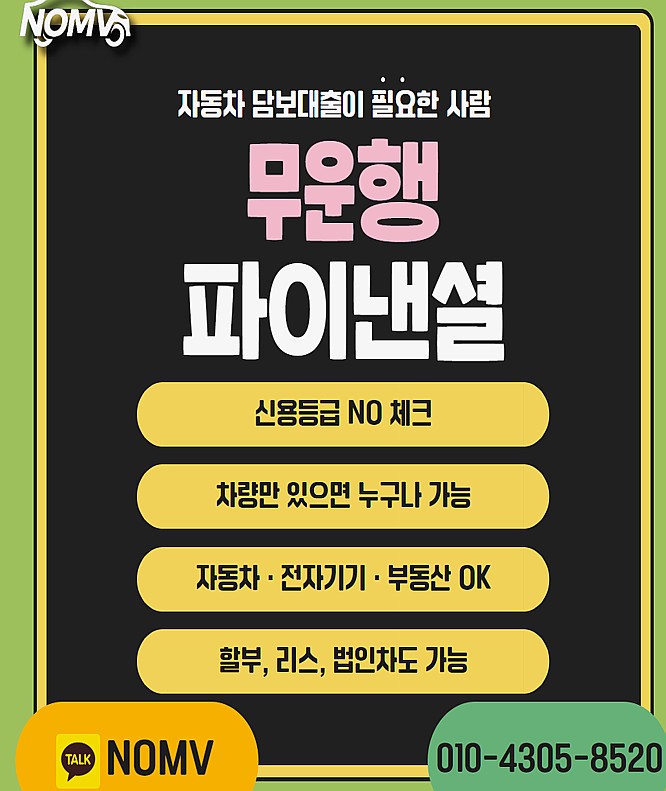 NOMV
자동차 담보대출이 필요한 사람
무운행
파이낸셜
신용등급 NO 체크
차량만 있으면 누구나 가능
자동차 · 전자기기 · 부동산 OK
할부, 리스, 법인차도 가능
TALK NOMV
010-4305-8520